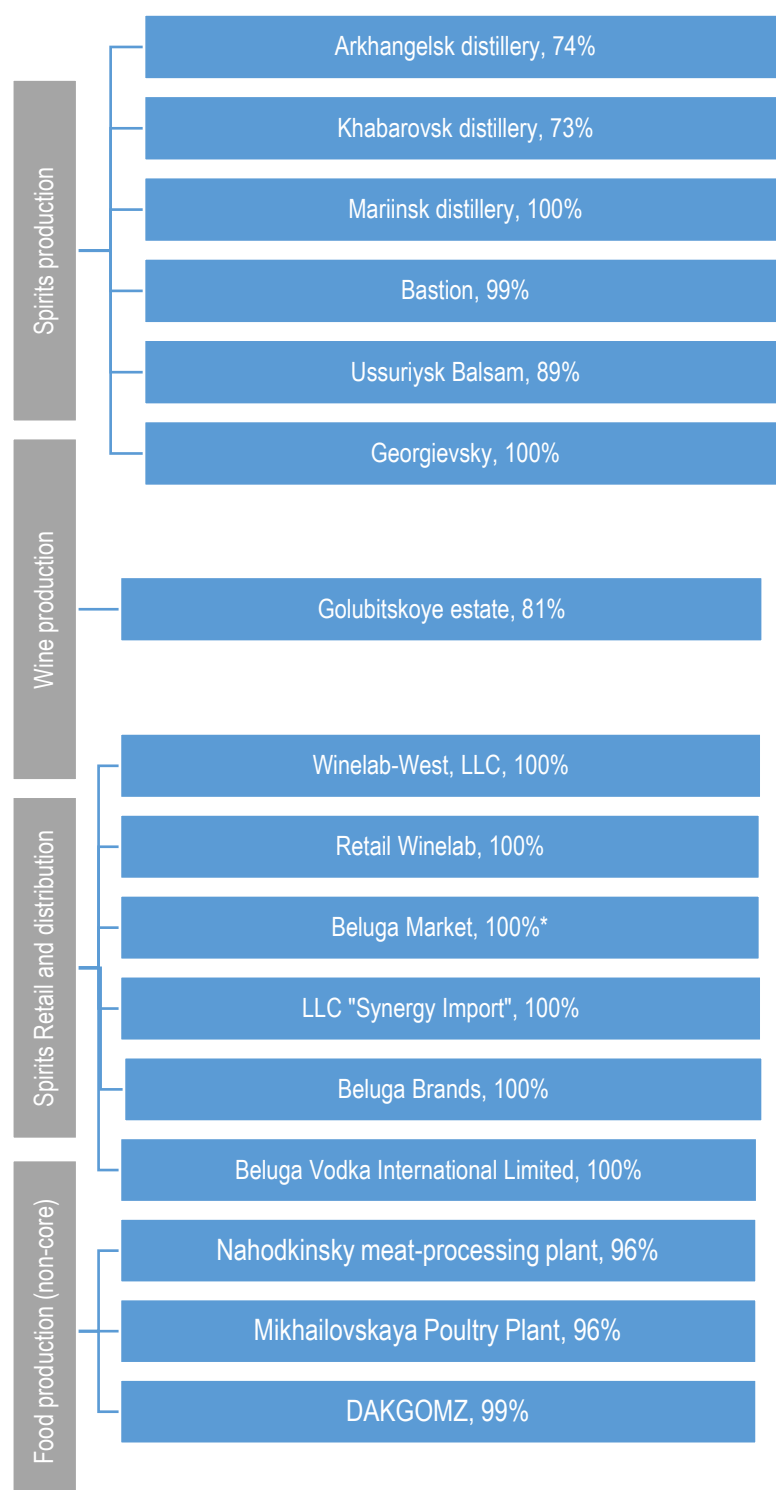 Spirits production
Arkhangelsk distillery, 74%
Khabarovsk distillery, 73%
Mariinsk distillery, 100%
Bastion, 99%
Ussuriysk Balsam, 89%
Georgievsky, 100%
Wine production
Golubitskoye estate, 81%
Spirits Retail and distribution
Winelab-West, LLC, 100%
Retail Winelab, 100%
Beluga Market, 100%*
LLC "Synergy Import", 100%
Beluga Brands, 100%
Beluga Vodka International Limited, 100%
Food production (non-core)
Nahodkinsky meat-processing plant, 96%
Mikhailovskaya Poultry Plant, 96%
DAKGOMZ, 99%